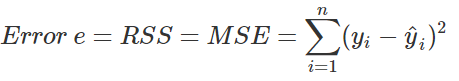 Error e = RSS = MSE = \sum_{i=1}^{n} (y_i - \hat{y}_i)^2